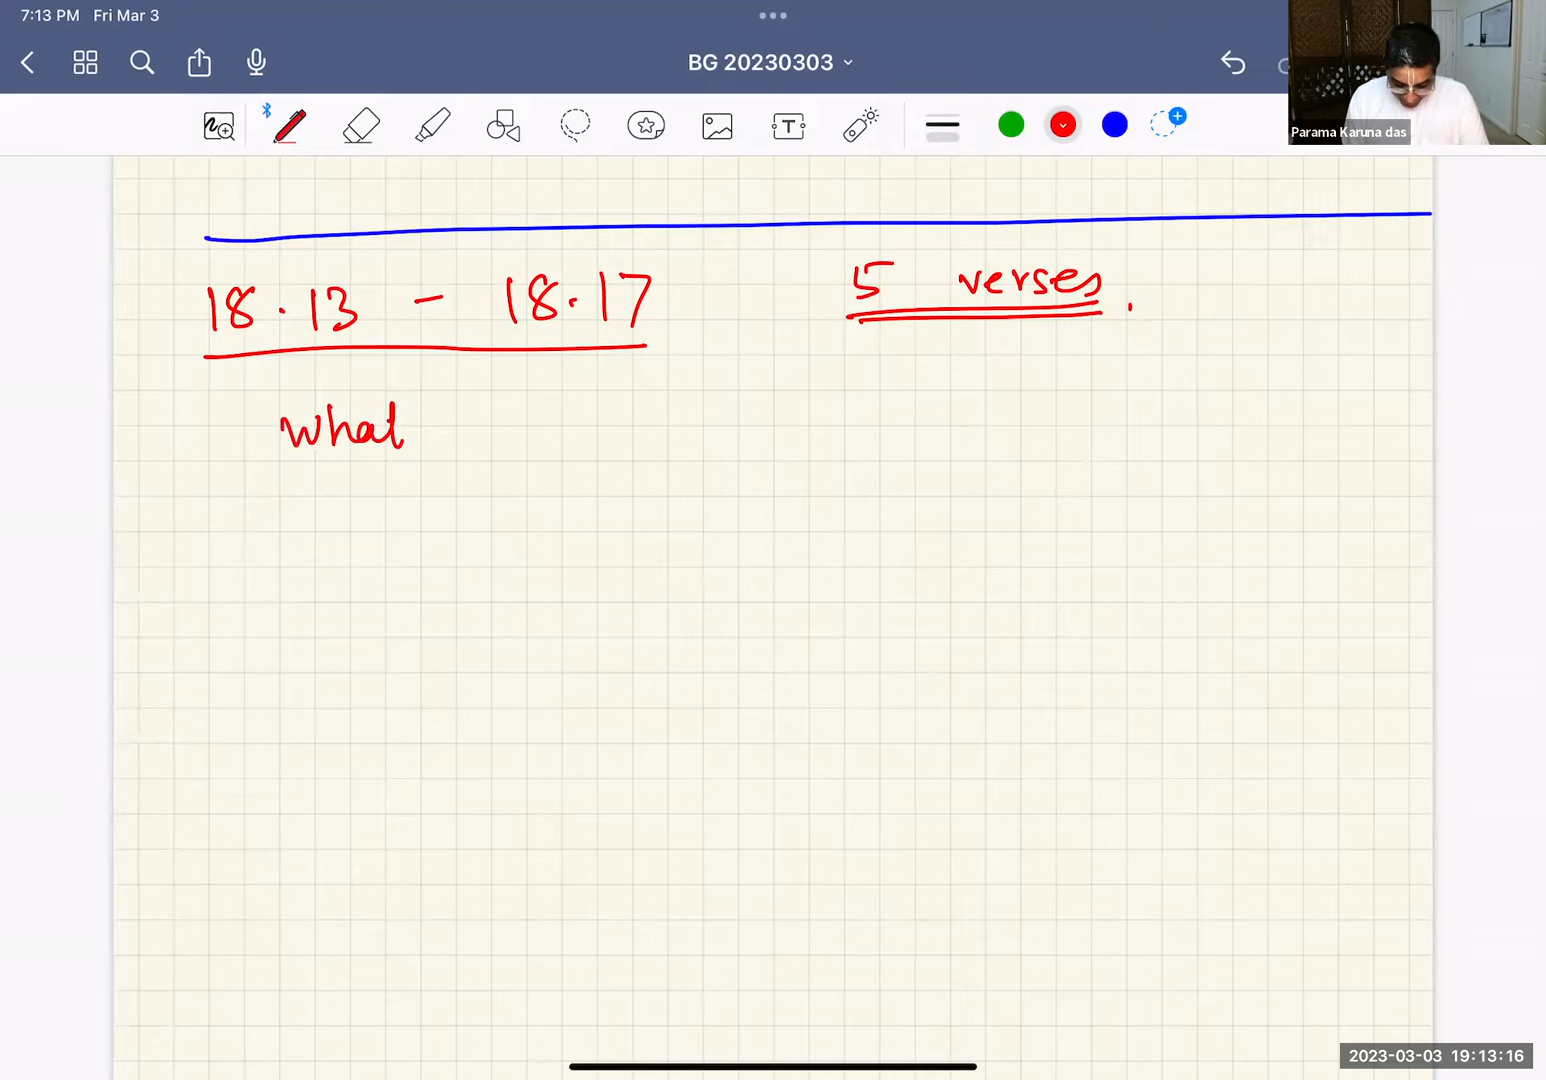 7:13 PM Fri Mar 3
BG 20230303
Parama Karuna das
18.13 - 18.17 5 verses.
what
2023-03-03 19:13:16